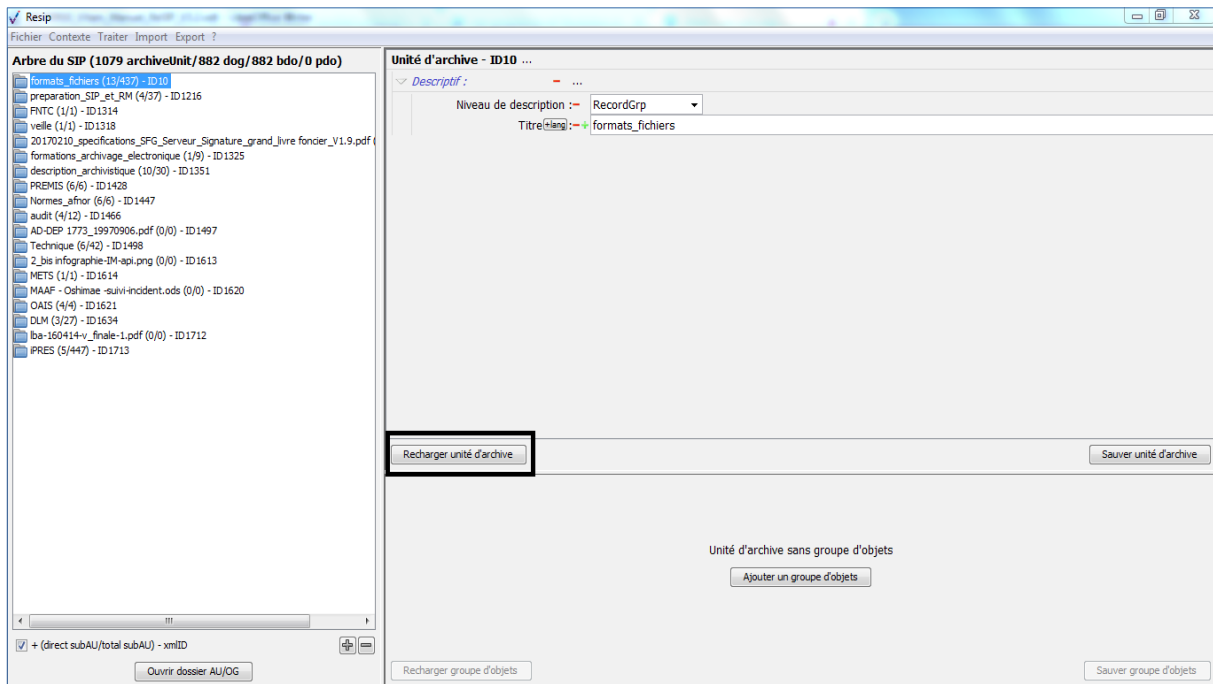 Resip
Fichier Contexte Traiter Import Export ?
Arbre du SIP (1079 archiveUnit/882 dog/882 bdo/0 pdo)
formats_fichiers (13/437) - ID10
preparation_SIP_et_RM (4/37) - ID1216
FNTC (1/1) - ID1314
veille (1/1) - ID1318
20170210_specifications_SFG_Serveur_Signature_grand_livre foncier_V1.9.pdf (
formations_archivage_electronique (1/9) - ID1325
description_archivistique (10/30) - ID1351
PREMIS (6/6) - ID1428
Normes_afnor (6/6) - ID1447
audit (4/12) - ID1466
AD-DEP 1773_19970906.pdf (0/0) - ID1497
Technique (6/42) - ID1498
2_bis infographie-IM-api.png (0/0) - ID1613
METS (1/1) - ID1614
MAAF - Oshimae -suivi-incident.ods (0/0) - ID1620
OAIS (4/4) - ID1621
DLM (3/27) - ID1634
lba-160414-v_finale-1.pdf (0/0) - ID1712
iPRES (5/447) - ID1713
+ (direct subAU/total subAU) - xmlID
Ouvrir dossier AU/OG
Unité d'archive - ID10 ...
Descriptif : - ...
Niveau de description :- RecordGrp
Titre +lang :-+ formats_fichiers
Recharger unité d'archive
Sauver unité d'archive
Unité d'archive sans groupe d'objets
Ajouter un groupe d'objets
Recharger groupe d'objets
Sauver groupe d'objets